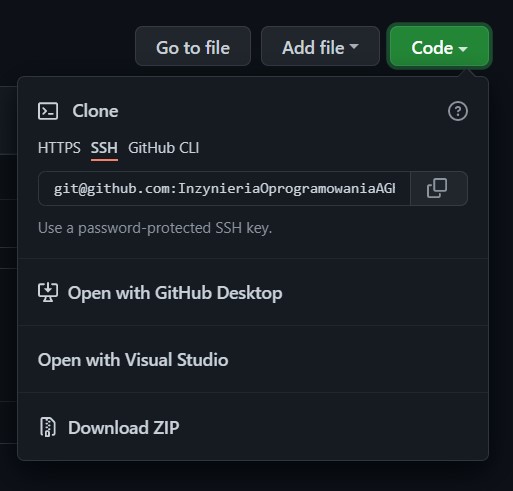 Go to file Add file Code
Clone
HTTPS SSH GitHub CLI
git@github.com:InzynieriaOprogramowaniaAGH
Use a password-protected SSH key.
Open with GitHub Desktop
Open with Visual Studio
Download ZIP